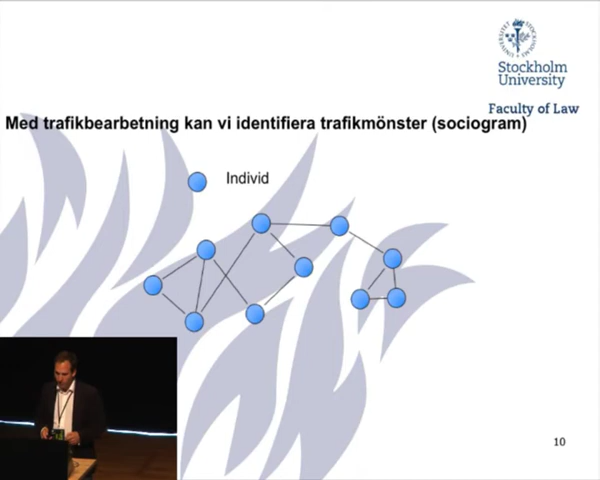 Stockholm
University
Faculty of Law
Med trafikbearbetning kan vi identifiera trafikmönster (sociogram)
Individ
10